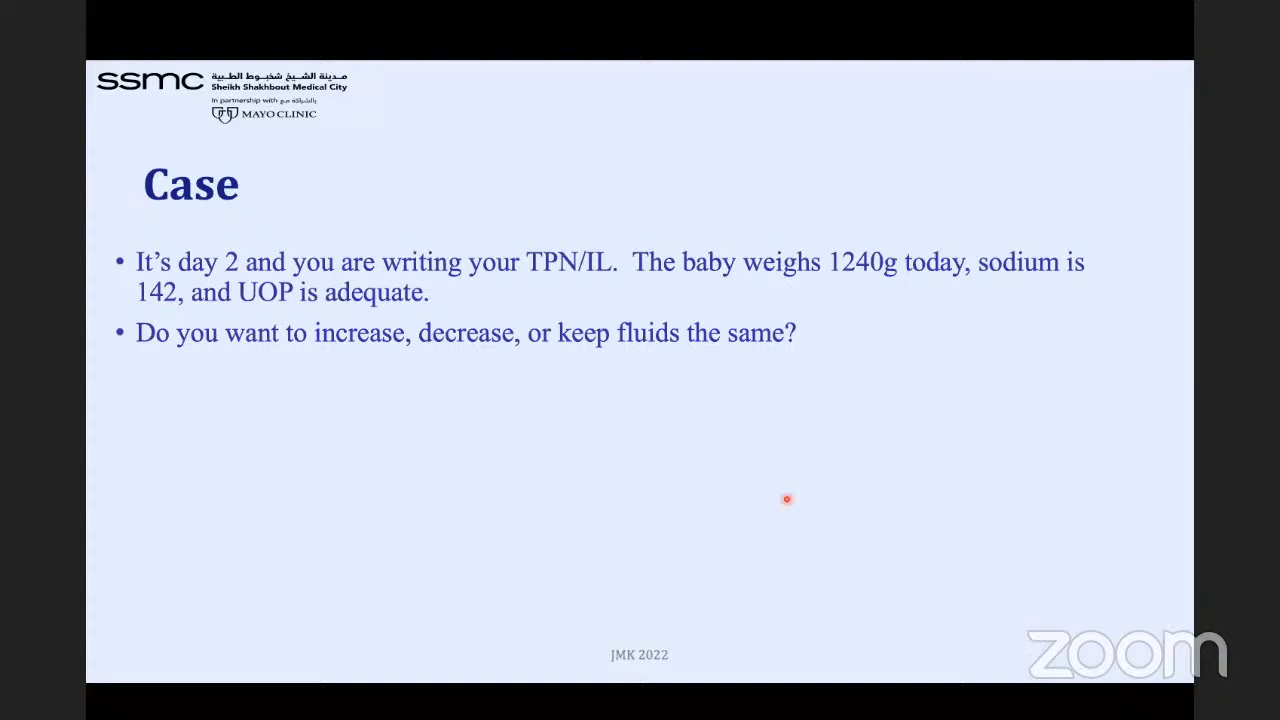 ssmc
مدينة الشيخ شخبوط الطبية
Sheikh Shakhbout Medical City
In partnership with بالشراكة مع
MAYO CLINIC
Case
• It’s day 2 and you are writing your TPN/IL.  The baby weighs 1240g today, sodium is
142, and UOP is adequate.
• Do you want to increase, decrease, or keep fluids the same?
JMK 2022
zoom